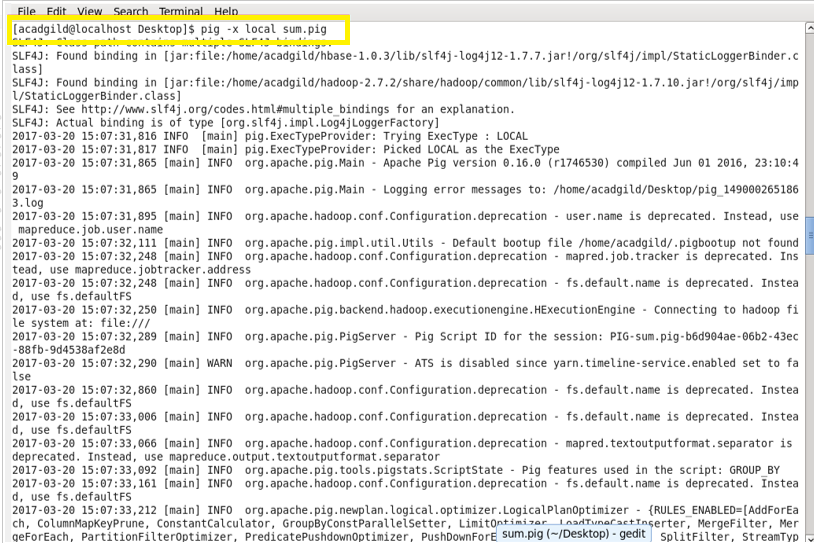 File Edit View Search Terminal Help
[acadgild@localhost Desktop]$ pig -x local sum.pig
SLF4J: Class path contains multiple SLF4J bindings.
SLF4J: Found binding in [jar:file:/home/acadgild/hbase-1.0.3/lib/slf4j-log4j12-1.7.7.jar!/org/slf4j/impl/StaticLoggerBinder.c
lass]
SLF4J: Found binding in [jar:file:/home/acadgild/hadoop-2.7.2/share/hadoop/common/lib/slf4j-log4j12-1.7.10.jar!/org/slf4j/imp
l/StaticLoggerBinder.class]
SLF4J: See http://www.slf4j.org/codes.html#multiple_bindings for an explanation.
SLF4J: Actual binding is of type [org.slf4j.impl.Log4jLoggerFactory]
2017-03-20 15:07:31,816 INFO  [main] pig.ExecTypeProvider: Trying ExecType : LOCAL
2017-03-20 15:07:31,817 INFO  [main] pig.ExecTypeProvider: Picked LOCAL as the ExecType
2017-03-20 15:07:31,865 [main] INFO  org.apache.pig.Main - Apache Pig version 0.16.0 (r1746530) compiled Jun 01 2016, 23:10:4
9
2017-03-20 15:07:31,865 [main] INFO  org.apache.pig.Main - Logging error messages to: /home/acadgild/Desktop/pig_149000265186
3.log
2017-03-20 15:07:31,895 [main] INFO  org.apache.hadoop.conf.Configuration.deprecation - user.name is deprecated. Instead, use
 mapreduce.job.user.name
2017-03-20 15:07:32,111 [main] INFO  org.apache.pig.impl.util.Utils - Default bootup file /home/acadgild/.pigbootup not found
2017-03-20 15:07:32,248 [main] INFO  org.apache.hadoop.conf.Configuration.deprecation - mapred.job.tracker is deprecated. Ins
tead, use mapreduce.jobtracker.address
2017-03-20 15:07:32,248 [main] INFO  org.apache.hadoop.conf.Configuration.deprecation - fs.default.name is deprecated. Instea
d, use fs.defaultFS
2017-03-20 15:07:32,250 [main] INFO  org.apache.pig.backend.hadoop.executionengine.HExecutionEngine - Connecting to hadoop fi
le system at: file:///
2017-03-20 15:07:32,289 [main] INFO  org.apache.pig.PigServer - Pig Script ID for the session: PIG-sum.pig-b6d904ae-06b2-43ec
-88fb-9d4538af2e8d
2017-03-20 15:07:32,290 [main] WARN  org.apache.pig.PigServer - ATS is disabled since yarn.timeline-service.enabled set to fa
lse
2017-03-20 15:07:32,860 [main] INFO  org.apache.hadoop.conf.Configuration.deprecation - fs.default.name is deprecated. Instea
d, use fs.defaultFS
2017-03-20 15:07:33,006 [main] INFO  org.apache.hadoop.conf.Configuration.deprecation - fs.default.name is deprecated. Instea
d, use fs.defaultFS
2017-03-20 15:07:33,066 [main] INFO  org.apache.hadoop.conf.Configuration.deprecation - mapred.textoutputformat.separator is
deprecated. Instead, use mapreduce.output.textoutputformat.separator
2017-03-20 15:07:33,092 [main] INFO  org.apache.pig.tools.pigstats.ScriptState - Pig features used in the script: GROUP_BY
2017-03-20 15:07:33,161 [main] INFO  org.apache.hadoop.conf.Configuration.deprecation - fs.default.name is deprecated. Instea
d, use fs.defaultFS
2017-03-20 15:07:33,212 [main] INFO  org.apache.pig.newplan.logical.optimizer.LogicalPlanOptimizer - {RULES_ENABLED=[AddForEa
ch, ColumnMapKeyPrune, ConstantCalculator, GroupByConstParallelSetter, LimitOptimizer, LoadTypeCastInserter, MergeFilter, Mer
geForEach, PartitionFilterOptimizer, PredicatePushdownOptimizer, PushDownForE SplitFilter, StreamTyp
sum.pig (~/Desktop) - gedit